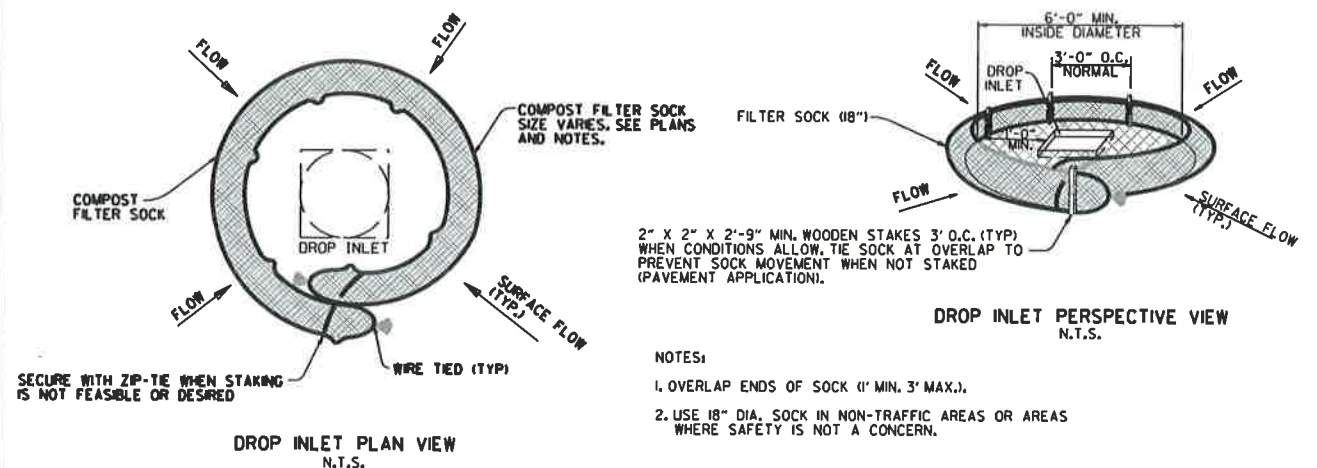 FLOW
FLOW
COMPOST FILTER SOCK
SIZE VARIES. SEE PLANS
AND NOTES.
COMPOST
FILTER SOCK
DROP INLET
FLOW
SURFACE FLOW
(TYP.)
WIRE TIED (TYP)
SECURE WITH ZIP-TIE WHEN STAKING
IS NOT FEASIBLE OR DESIRED
DROP INLET PLAN VIEW
N.T.S.
6'-0" MIN.
INSIDE DIAMETER
3'-0" O.C.
NORMAL
FLOW
DROP
INLET
FLOW
FILTER SOCK (18")
MIN.
FLOW
SURFACE FLOW
(TYP.)
2" X 2" X 2'-9" MIN. WOODEN STAKES 3' O.C. (TYP)
WHEN CONDITIONS ALLOW. TIE SOCK AT OVERLAP TO
PREVENT SOCK MOVEMENT WHEN NOT STAKED
(PAVEMENT APPLICATION).
DROP INLET PERSPECTIVE VIEW
N.T.S.
NOTES:
1. OVERLAP ENDS OF SOCK (1' MIN. 3' MAX.).
2. USE 18" DIA. SOCK IN NON-TRAFFIC AREAS OR AREAS
WHERE SAFETY IS NOT A CONCERN.